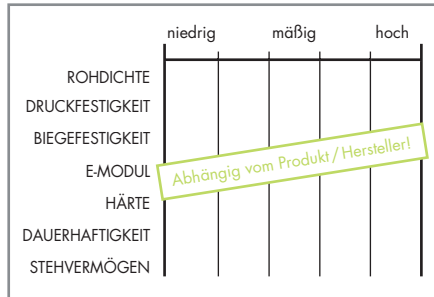 niedrig mäßig hoch
ROHDICHTE
DRUCKFESTIGKEIT
BIEGEFESTIGKEIT
E-MODUL
Abhängig vom Produkt / Hersteller!
HÄRTE
DAUERHAFTIGKEIT
STEHVERMÖGEN